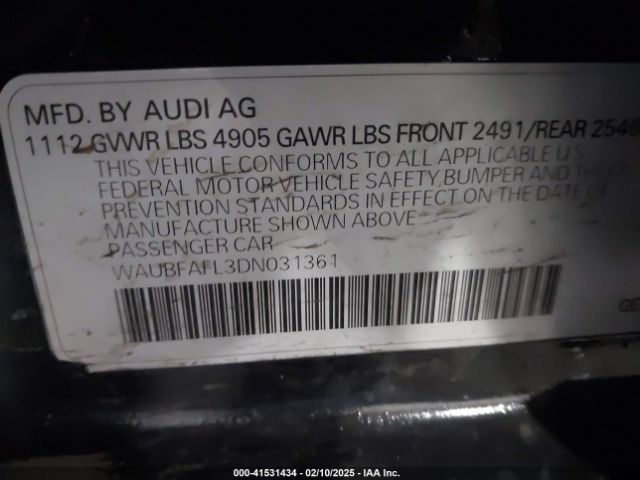 MFD. BY AUDI AG
1112 GVWR LBS 4905 GAWR LBS FRONT 2491/REAR 254
THIS VEHICLE CONFORMS TO ALL APPLICABLE U.S.
FEDERAL MOTOR VEHICLE SAFETY, BUMPER AND THEFT
PREVENTION STANDARDS IN EFFECT ON THE DATE OF
MANUFACTURE SHOWN ABOVE
PASSENGER CAR
WAUBFAFL3DN031361
000-41531434 - 02/10/2025 - IAA Inc.